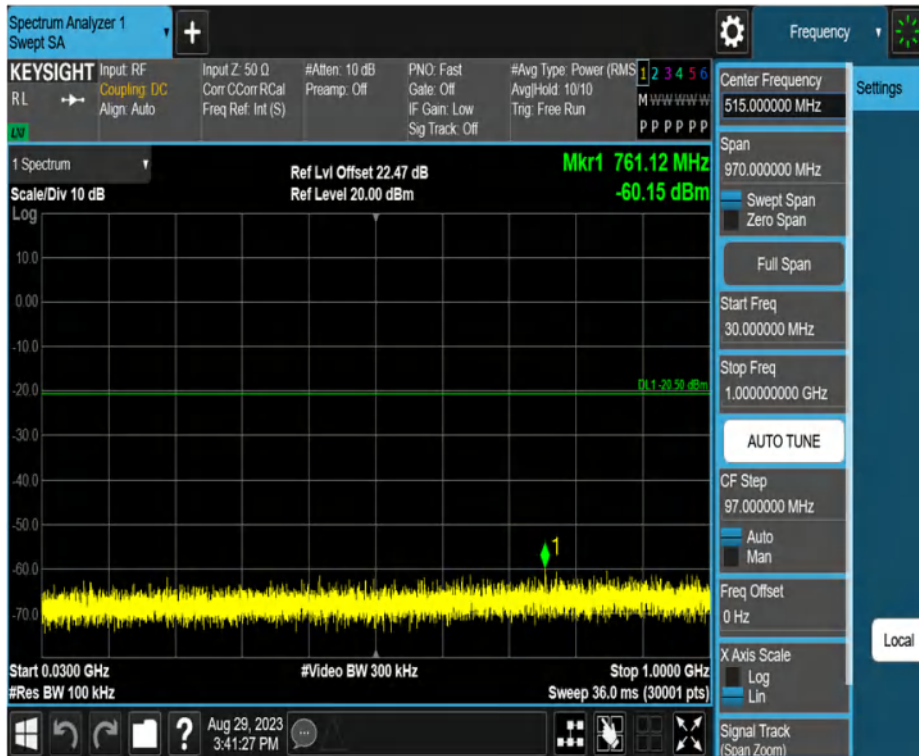 Spectrum Analyzer 1
Swept SA
+
Frequency
KEYSIGHT
RL
LXI
Input: RF
Coupling: DC
Align: Auto
Input Z: 50 Ω
Corr CCorr RCal
Freq Ref: Int (S)
#Atten: 10 dB
Preamp: Off
PNO: Fast
Gate: Off
IF Gain: Low
Sig Track: Off
#Avg Type: Power (RMS
Avg|Hold: 10/10
Trig: Free Run
1 2 3 4 5 6
M W W W W W
P P P P P P
1 Spectrum
Scale/Div 10 dB
Log
Ref Lvl Offset 22.47 dB
Ref Level 20.00 dBm
Mkr1 761.12 MHz
-60.15 dBm
10.0
0.00
-10.0
-20.0
-30.0
-40.0
-50.0
-60.0
-70.0
DL1 -20.50 dBm
1
Start 0.0300 GHz
#Res BW 100 kHz
#Video BW 300 kHz
Stop 1.0000 GHz
Sweep 36.0 ms (30001 pts)
?
Aug 29, 2023
3:41:27 PM
Center Frequency
515.000000 MHz
Span
970.000000 MHz
Swept Span
Zero Span
Full Span
Start Freq
30.000000 MHz
Stop Freq
1.000000000 GHz
AUTO TUNE
CF Step
97.000000 MHz
Auto
Man
Freq Offset
0 Hz
X Axis Scale
Log
Lin
Signal Track
(Span Zoom)
Settings
Local